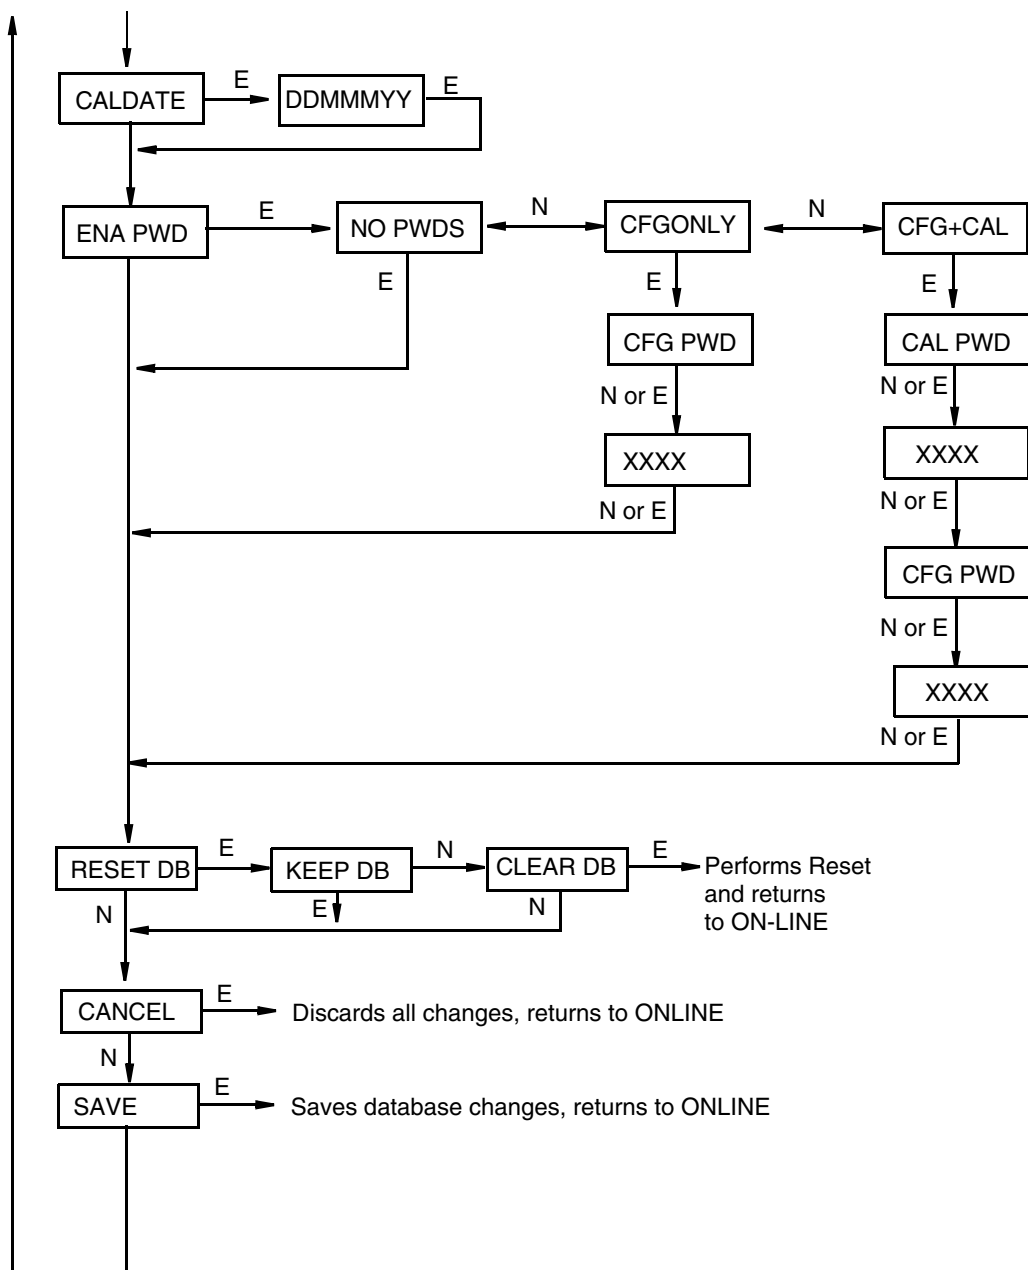 CALDATE
E
DDMMMYY
E
ENA PWD
E
NO PWDS
N
CFGONLY
N
CFG+CAL
E
E
E
CFG PWD
CAL PWD
N or E
N or E
XXXX
XXXX
N or E
N or E
CFG PWD
N or E
XXXX
N or E
RESET DB
E
KEEP DB
N
CLEAR DB
E
Performs Reset
and returns
to ON-LINE
N
E
N
CANCEL
E
Discards all changes, returns to ONLINE
N
SAVE
E
Saves database changes, returns to ONLINE